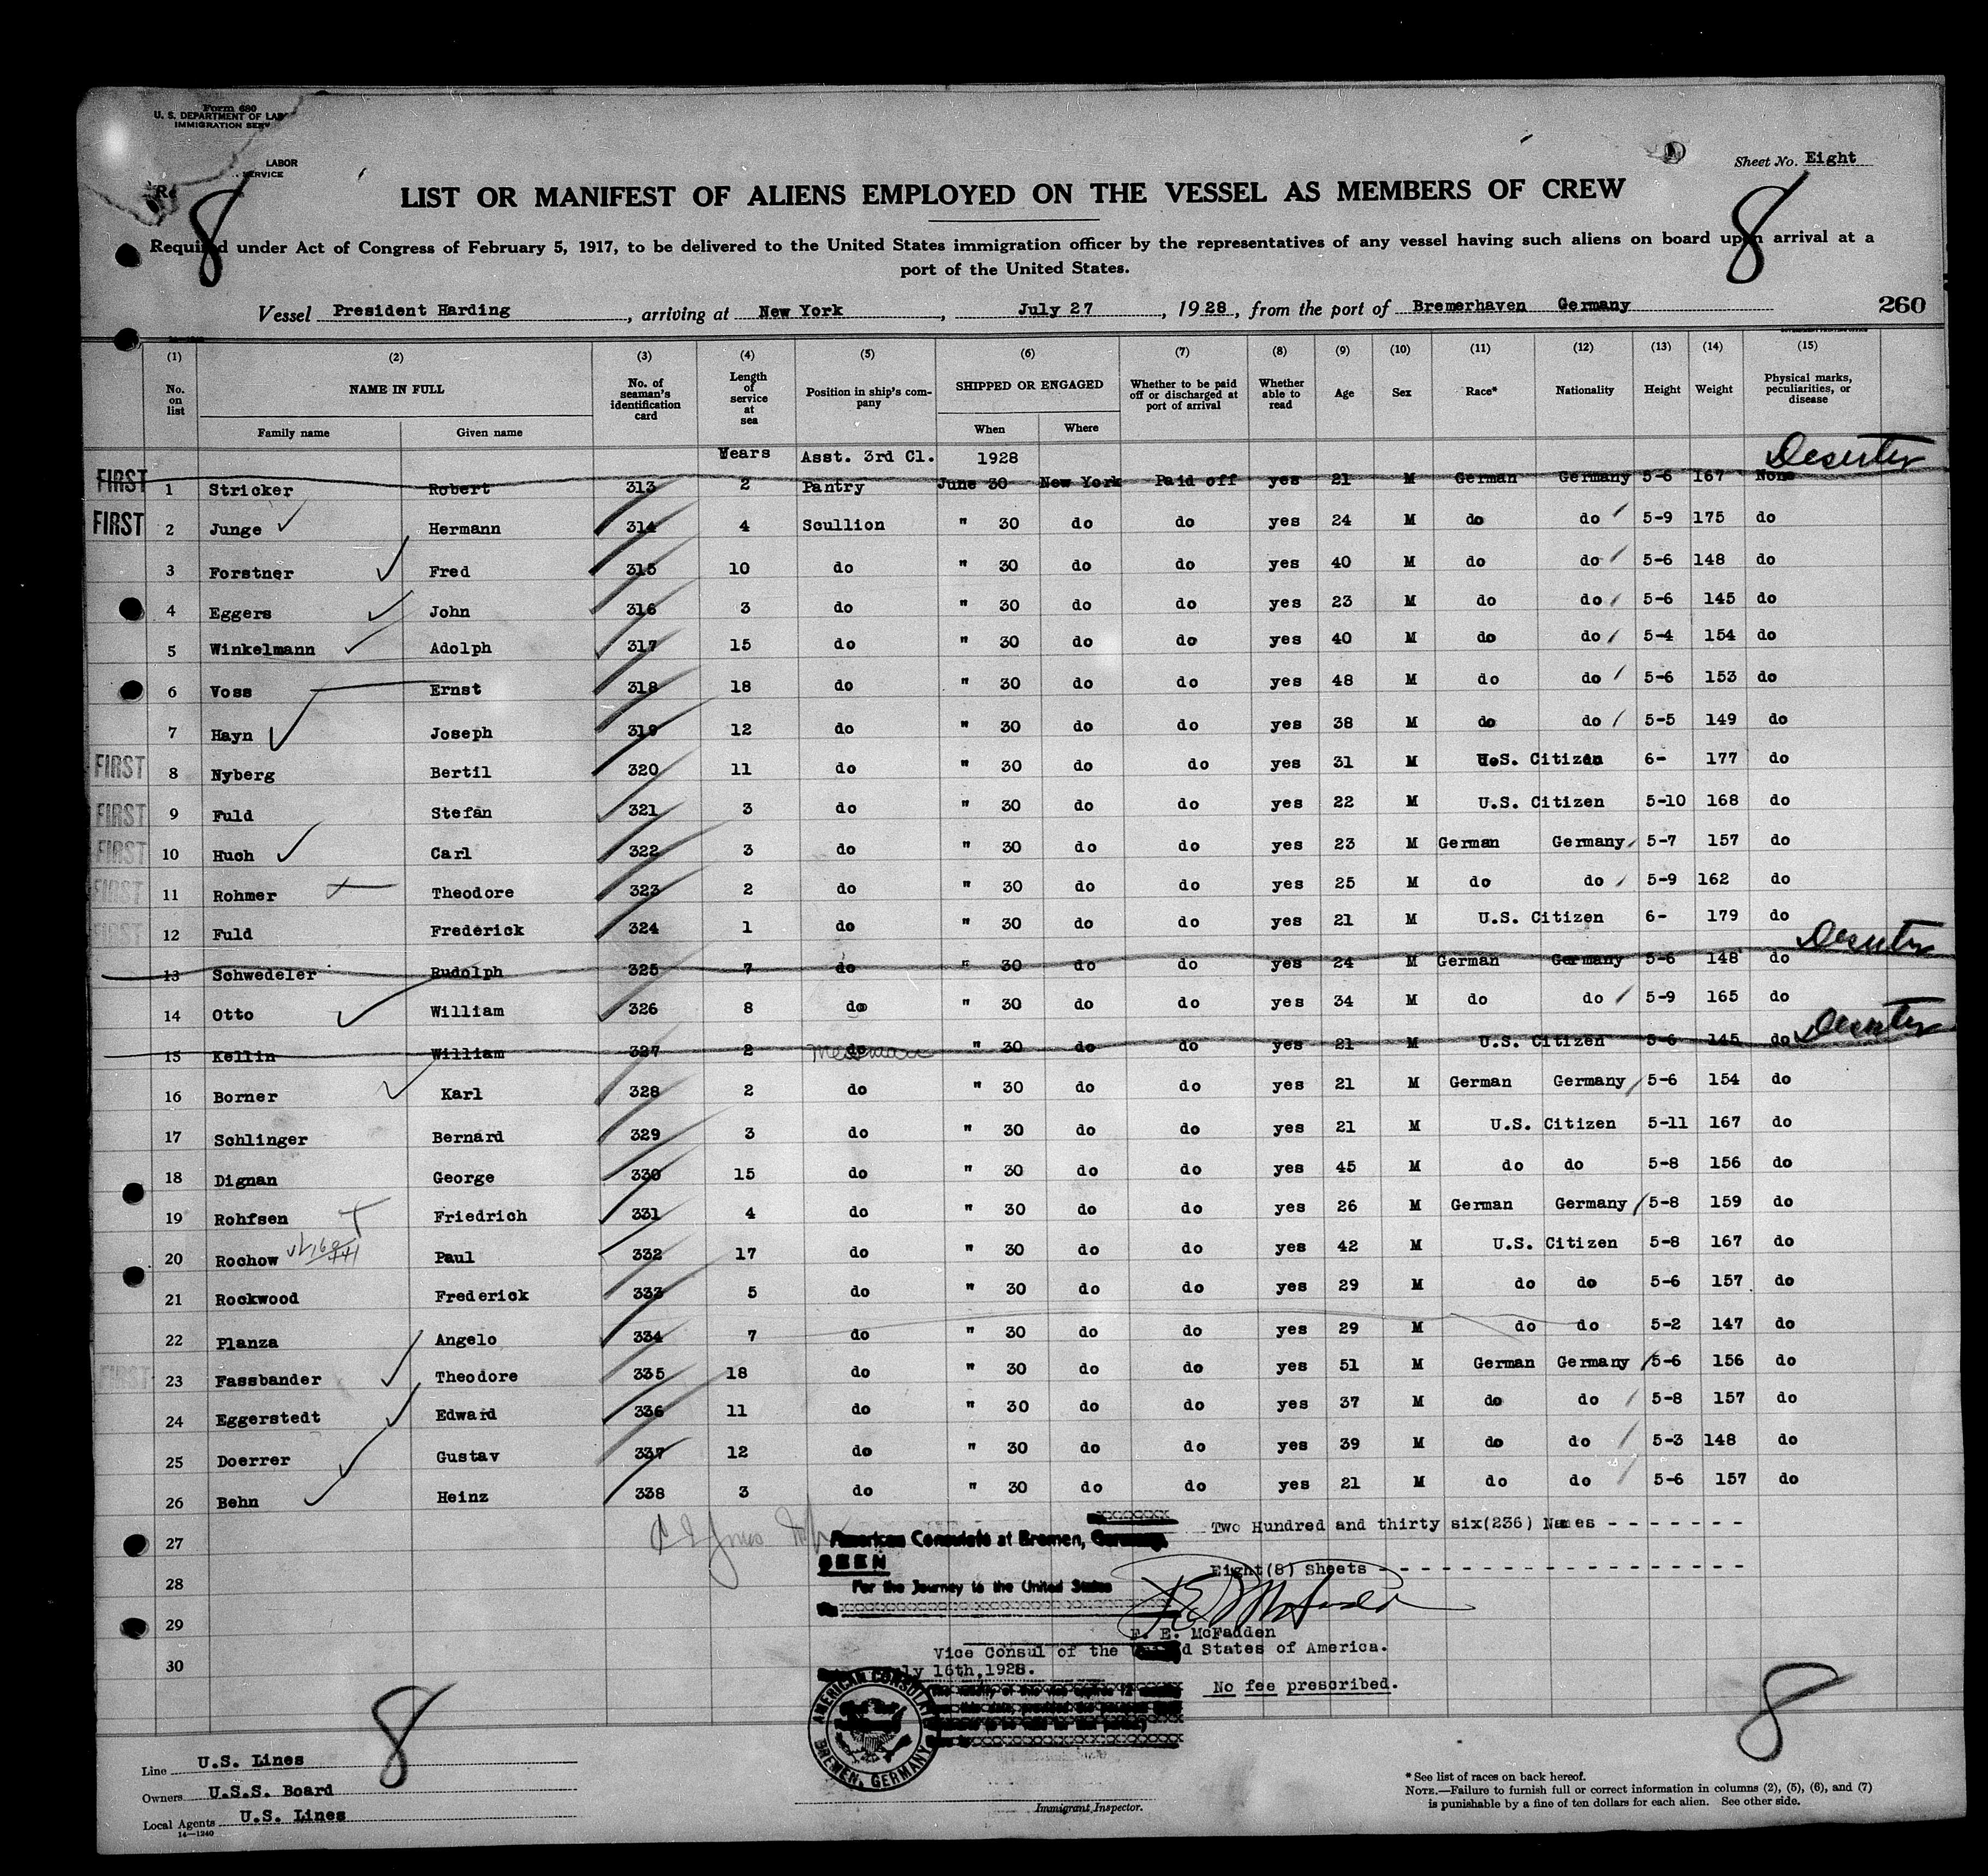 Form 680
U. S. DEPARTMENT OF LAB
IMMIGRATION SERV
LABOR
SERVICE
Sheet No. Eight
8
8
LIST OR MANIFEST OF ALIENS EMPLOYED ON THE VESSEL AS MEMBERS OF CREW
Required under Act of Congress of February 5, 1917, to be delivered to the United States immigration officer by the representatives of any vessel having such aliens on board upon arrival at a
port of the United States.
Vessel President Harding, arriving at New York, July 27, 1928, from the port of Bremerhaven Germany
260
(1) (2) (3) (4) (5) (6) (7) (8) (9) (10) (11) (12) (13) (14) (15)
No. on list NAME IN FULL Family name Given name No. of seaman's identification card Length of service at sea Position in ship's company SHIPPED OR ENGAGED When Where Whether to be paid off or discharged at port of arrival Whether able to read Age Sex Race* Nationality Height Weight Physical marks, peculiarities, or disease
Years Asst. 3rd Cl. 1928 Deserter
FIRST 1 Stricker Robert 313 2 Pantry June 30 New York Paid off yes 21 M German Germany 5-6 167 None
FIRST 2 Junge Hermann 314 4 Scullion " 30 do do yes 24 M do do 5-9 175 do
3 Forstner Fred 315 10 do " 30 do do yes 40 M do do 5-6 148 do
4 Eggers John 316 3 do " 30 do do yes 23 M do do 5-6 145 do
5 Winkelmann Adolph 317 15 do " 30 do do yes 40 M do do 5-4 154 do
6 Voss Ernst 318 18 do " 30 do do yes 48 M do do 5-6 153 do
7 Hayn Joseph 319 12 do " 30 do do yes 38 M do do 5-5 149 do
FIRST 8 Nyberg Bertil 320 11 do " 30 do do yes 31 M U.S. Citizen 6- 177 do
FIRST 9 Fuld Stefan 321 3 do " 30 do do yes 22 M U.S. Citizen 5-10 168 do
FIRST 10 Huch Carl 322 3 do " 30 do do yes 23 M German Germany 5-7 157 do
FIRST 11 Rohmer Theodore 323 2 do " 30 do do yes 25 M do do 5-9 162 do
FIRST 12 Fuld Frederick 324 1 do " 30 do do yes 21 M U.S. Citizen 6- 179 do
Deserter
13 Schwedeler Rudolph 325 7 do " 30 do do yes 24 M German Germany 5-6 148 do
14 Otto William 326 8 do " 30 do do yes 34 M do do 5-9 165 do
Deserter
15 Kellin William 327 2 do Messman " 30 do do yes 21 M U.S. Citizen 5-6 145 do
16 Borner Karl 328 2 do " 30 do do yes 21 M German Germany 5-6 154 do
17 Schlinger Bernard 329 3 do " 30 do do yes 21 M U.S. Citizen 5-11 167 do
18 Dignan George 330 15 do " 30 do do yes 45 M do do 5-8 156 do
19 Rohfsen Friedrich 331 4 do " 30 do do yes 26 M German Germany 5-8 159 do
20 Rochow Paul 332 17 do " 30 do do yes 42 M U.S. Citizen 5-8 167 do
21 Rockwood Frederick 333 5 do " 30 do do yes 29 M do do 5-6 157 do
22 Planza Angelo 334 7 do " 30 do do yes 29 M do do 5-2 147 do
FIRST 23 Fassbander Theodore 335 18 do " 30 do do yes 51 M German Germany 5-6 156 do
24 Eggerstedt Edward 336 11 do " 30 do do yes 37 M do do 5-8 157 do
25 Doerrer Gustav 337 12 do " 30 do do yes 39 M do do 5-3 148 do
26 Behn Heinz 338 3 do " 30 do do yes 21 M do do 5-6 157 do
27
28
29
30
American Consulate at Bremen, Germany.
SEEN
For the Journey to the United States
Two Hundred and thirty six(236) Names - - - - - - -
Eight(8) Sheets - - - - - - - - - - - - - - - - -
F. E. McFadden
Vice Consul of the United States of America.
July 16th,1928.
No fee prescribed.
AMERICAN CONSULATE
BREMEN, GERMANY
8
8
Line U.S. Lines
Owners U.S.S. Board
Local Agents U.S. Lines
14—1240
Immigrant Inspector.
* See list of races on back hereof.
NOTE.—Failure to furnish full or correct information in columns (2), (5), (6), and (7)
is punishable by a fine of ten dollars for each alien. See other side.